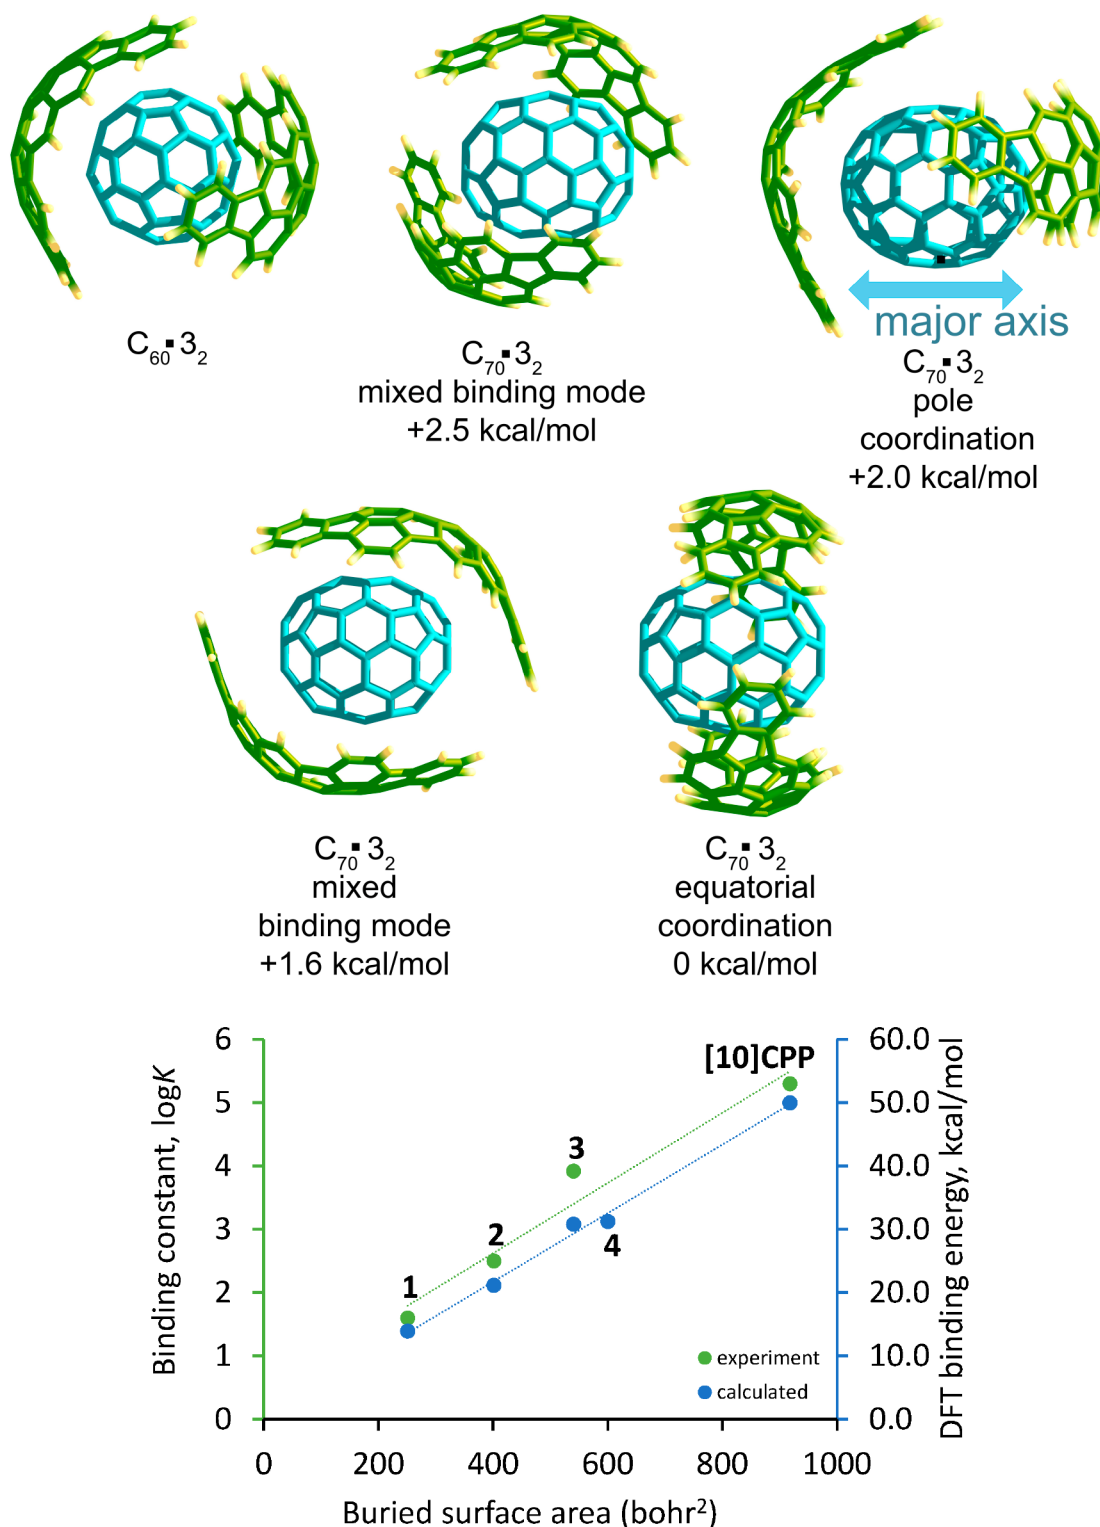 major axis
C₆₀▪3₂
C₇₀▪3₂
mixed binding mode
+2.5 kcal/mol
C₇₀▪3₂
pole
coordination
+2.0 kcal/mol
C₇₀▪3₂
mixed
binding mode
+1.6 kcal/mol
C₇₀▪3₂
equatorial
coordination
0 kcal/mol
Binding constant, logK
6
5
4
3
2
1
0
[10]CPP
3
2
4
1
experiment
calculated
60.0
50.0
40.0
30.0
20.0
10.0
0.0
DFT binding energy, kcal/mol
0 200 400 600 800 1000
Buried surface area (bohr²)